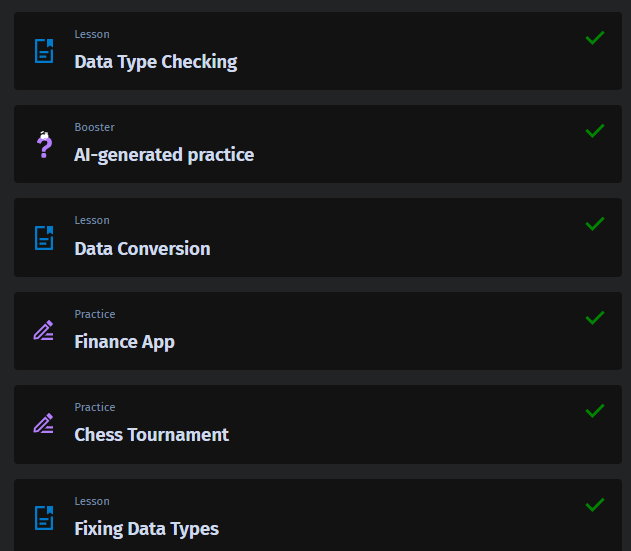 Lesson
Data Type Checking
Booster
AI-generated practice
Lesson
Data Conversion
Practice
Finance App
Practice
Chess Tournament
Lesson
Fixing Data Types